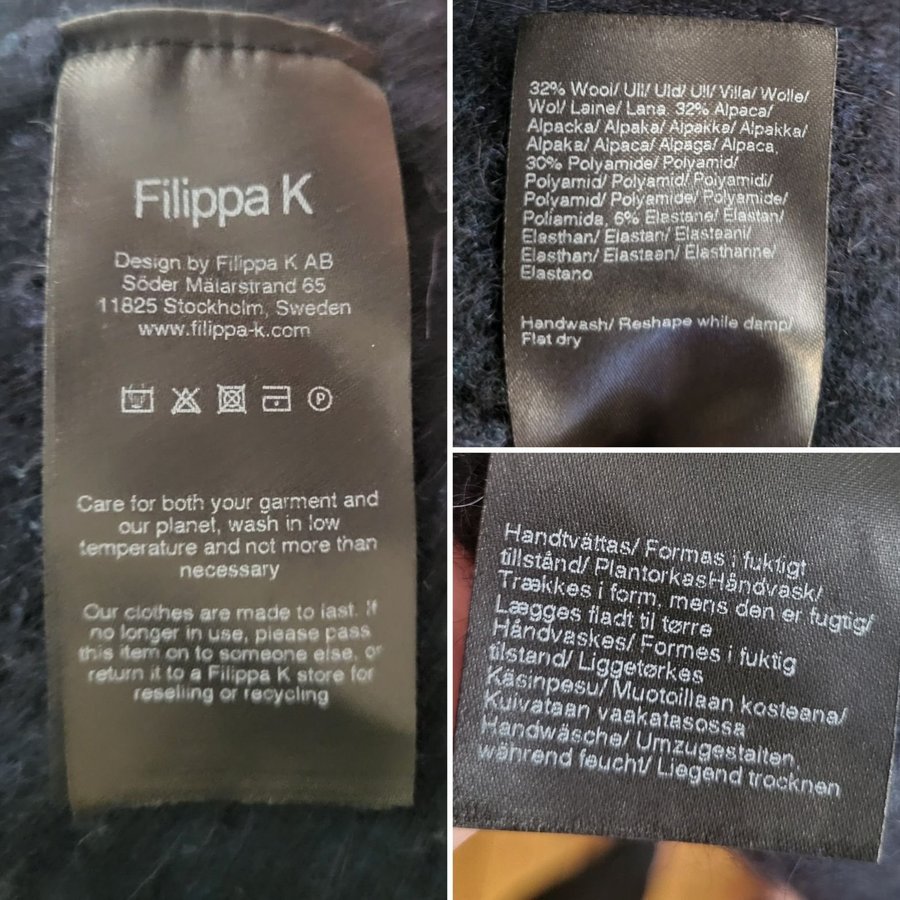 Filippa K
Design by Filippa K AB
Söder Mälarstrand 65
11825 Stockholm, Sweden
www.filippa-k.com
P
Care for both your garment and
our planet, wash in low
temperature and not more than
necessary
Our clothes are made to last. If
no longer in use, please pass
this item on to someone else, or
return it to a Filippa K store for
reselling or recycling
32% Wool/ Ull/ Uld/ Ull/ Villa/ Wolle/
Wol/ Laine/ Lana, 32% Alpaca/
Alpacka/ Alpaka/ Alpakka/ Alpakka/
Alpaka/ Alpaca/ Alpaga/ Alpaca,
30% Polyamide/ Polyamid/
Polyamid/ Polyamid/ Polyamidi/
Polyamid/ Polyamide/ Polyamide/
Poliamida, 6% Elastane/ Elastan/
Elasthan/ Elastan/ Elastaani/
Elasthan/ Elastaan/ Elasthanne/
Elastano
Handwash/ Reshape while damp/
Flat dry
Handtvättas/ Formas i fuktigt
tillstånd/ PlantorkasHåndvask/
Trækkes i form, mens den er fugtig/
Lægges fladt til tørre
Håndvaskes/ Formes i fuktig
tilstand/ Liggetørkes
Käsinpesu/ Muotoillaan kosteana/
Kuivataan vaakatasossa
Handwäsche/ Umzugestalten,
während feucht/ Liegend trocknen